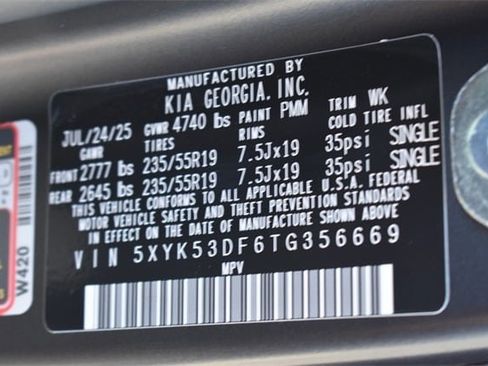 MANUFACTURED BY
KIA GEORGIA, INC.
JUL/24/25 GVWR 4740 lbs PAINT PMM TRIM WK
GAWR TIRES RIMS COLD TIRE INFL
FRONT 2777 lbs 235/55R19 7.5Jx19 35psi SINGLE
REAR 2645 lbs 235/55R19 7.5Jx19 35psi SINGLE
THIS VEHICLE CONFORMS TO ALL APPLICABLE U.S.A. FEDERAL
MOTOR VEHICLE SAFETY AND THEFT PREVENTION STANDARDS
IN EFFECT ON THE DATE OF MANUFACTURE SHOWN ABOVE.
VIN 5XYK53DF6TG356669
MPV
W420